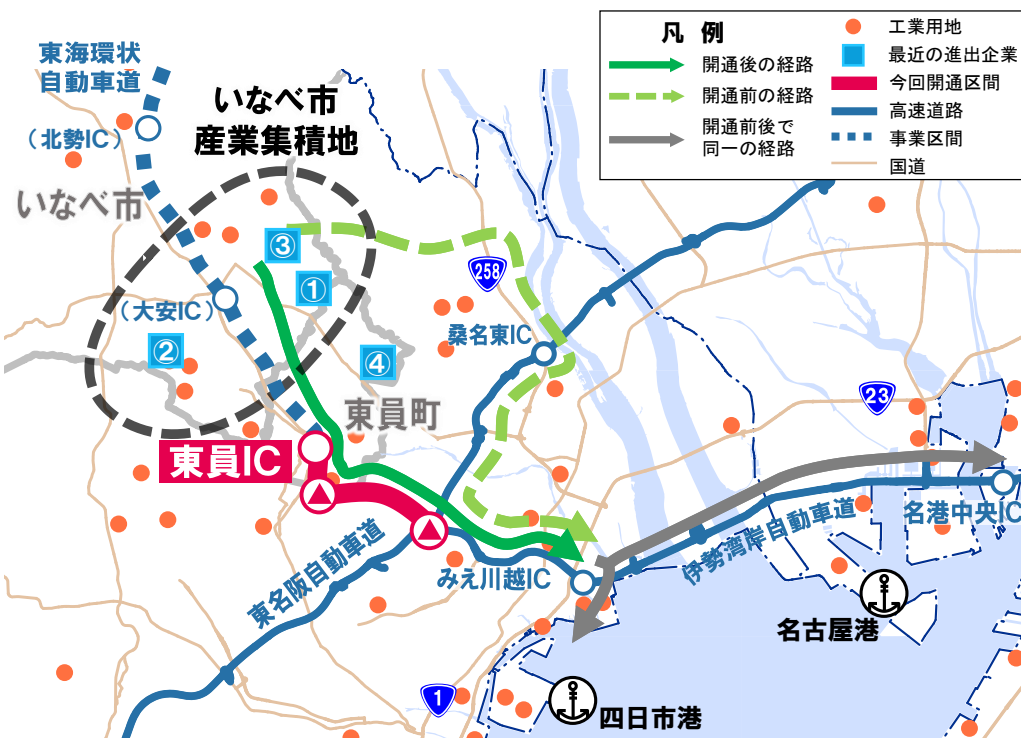 凡 例
開通後の経路
開通前の経路
開通前後で
同一の経路
工業用地
最近の進出企業
今回開通区間
高速道路
事業区間
国道
東海環状
自動車道
(北勢IC)
いなべ市
産業集積地
いなべ市
③
①
258
(大安IC)
②
④
桑名東IC
東員町
23
東員IC
名港中央IC
東名阪自動車道
伊勢湾岸自動車道
みえ川越IC
名古屋港
1
四日市港